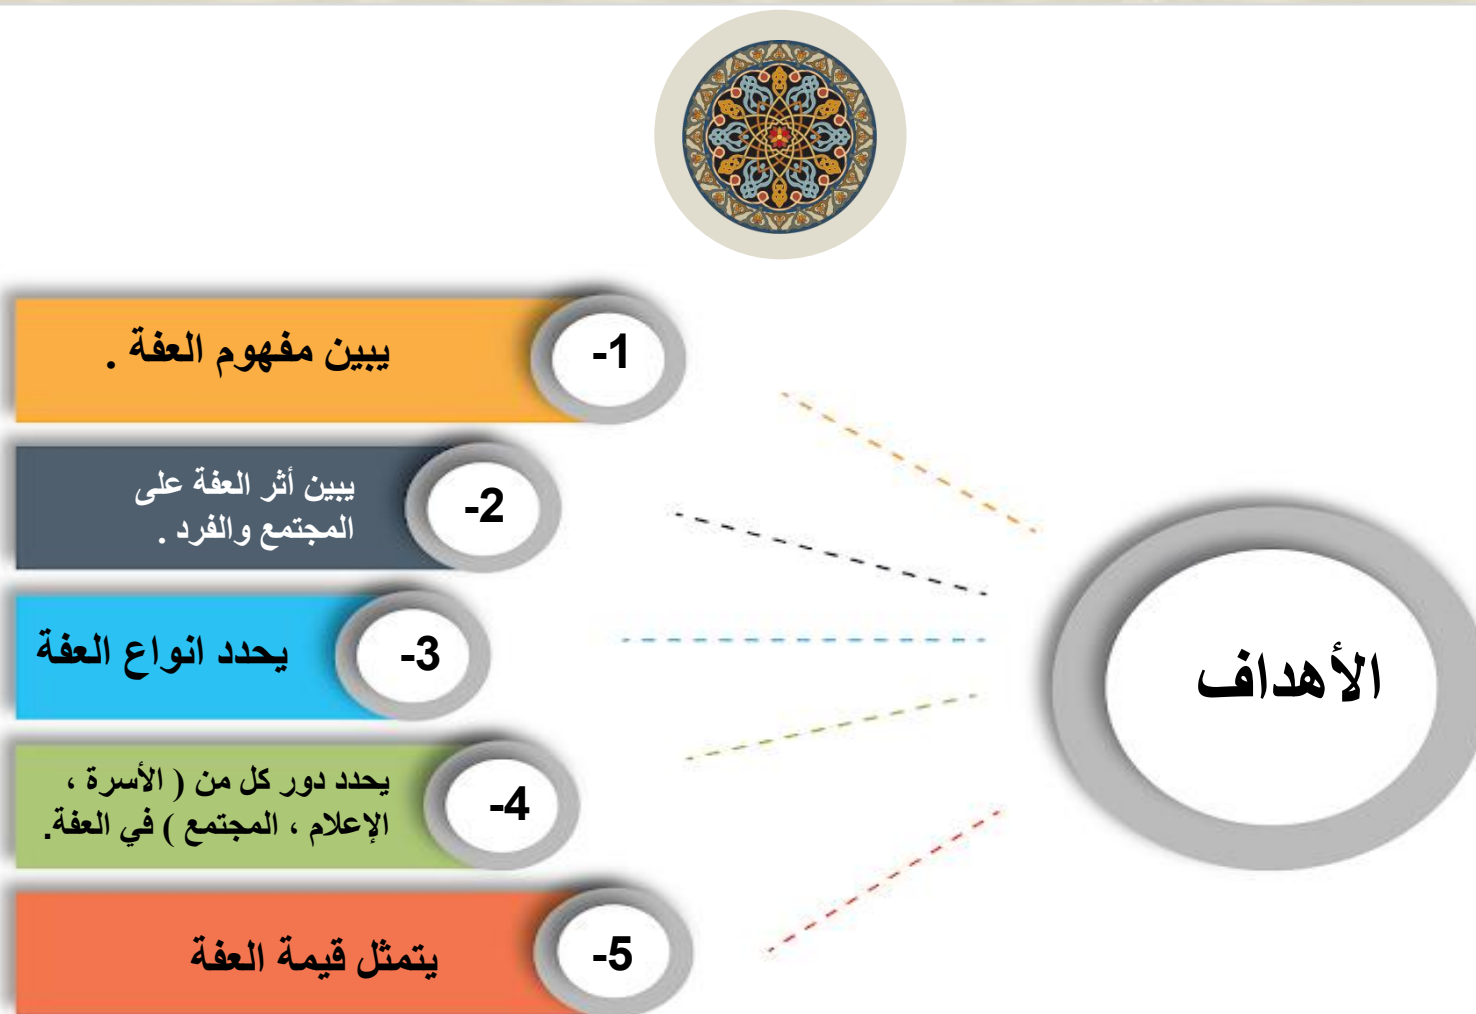 الأهداف
1-
يبين مفهوم العفة .
2-
يبين أثر العفة على
المجتمع والفرد .
3-
يحدد انواع العفة
4-
يحدد دور كل من ( الأسرة ،
الإعلام ، المجتمع ) في العفة.
5-
يتمثل قيمة العفة